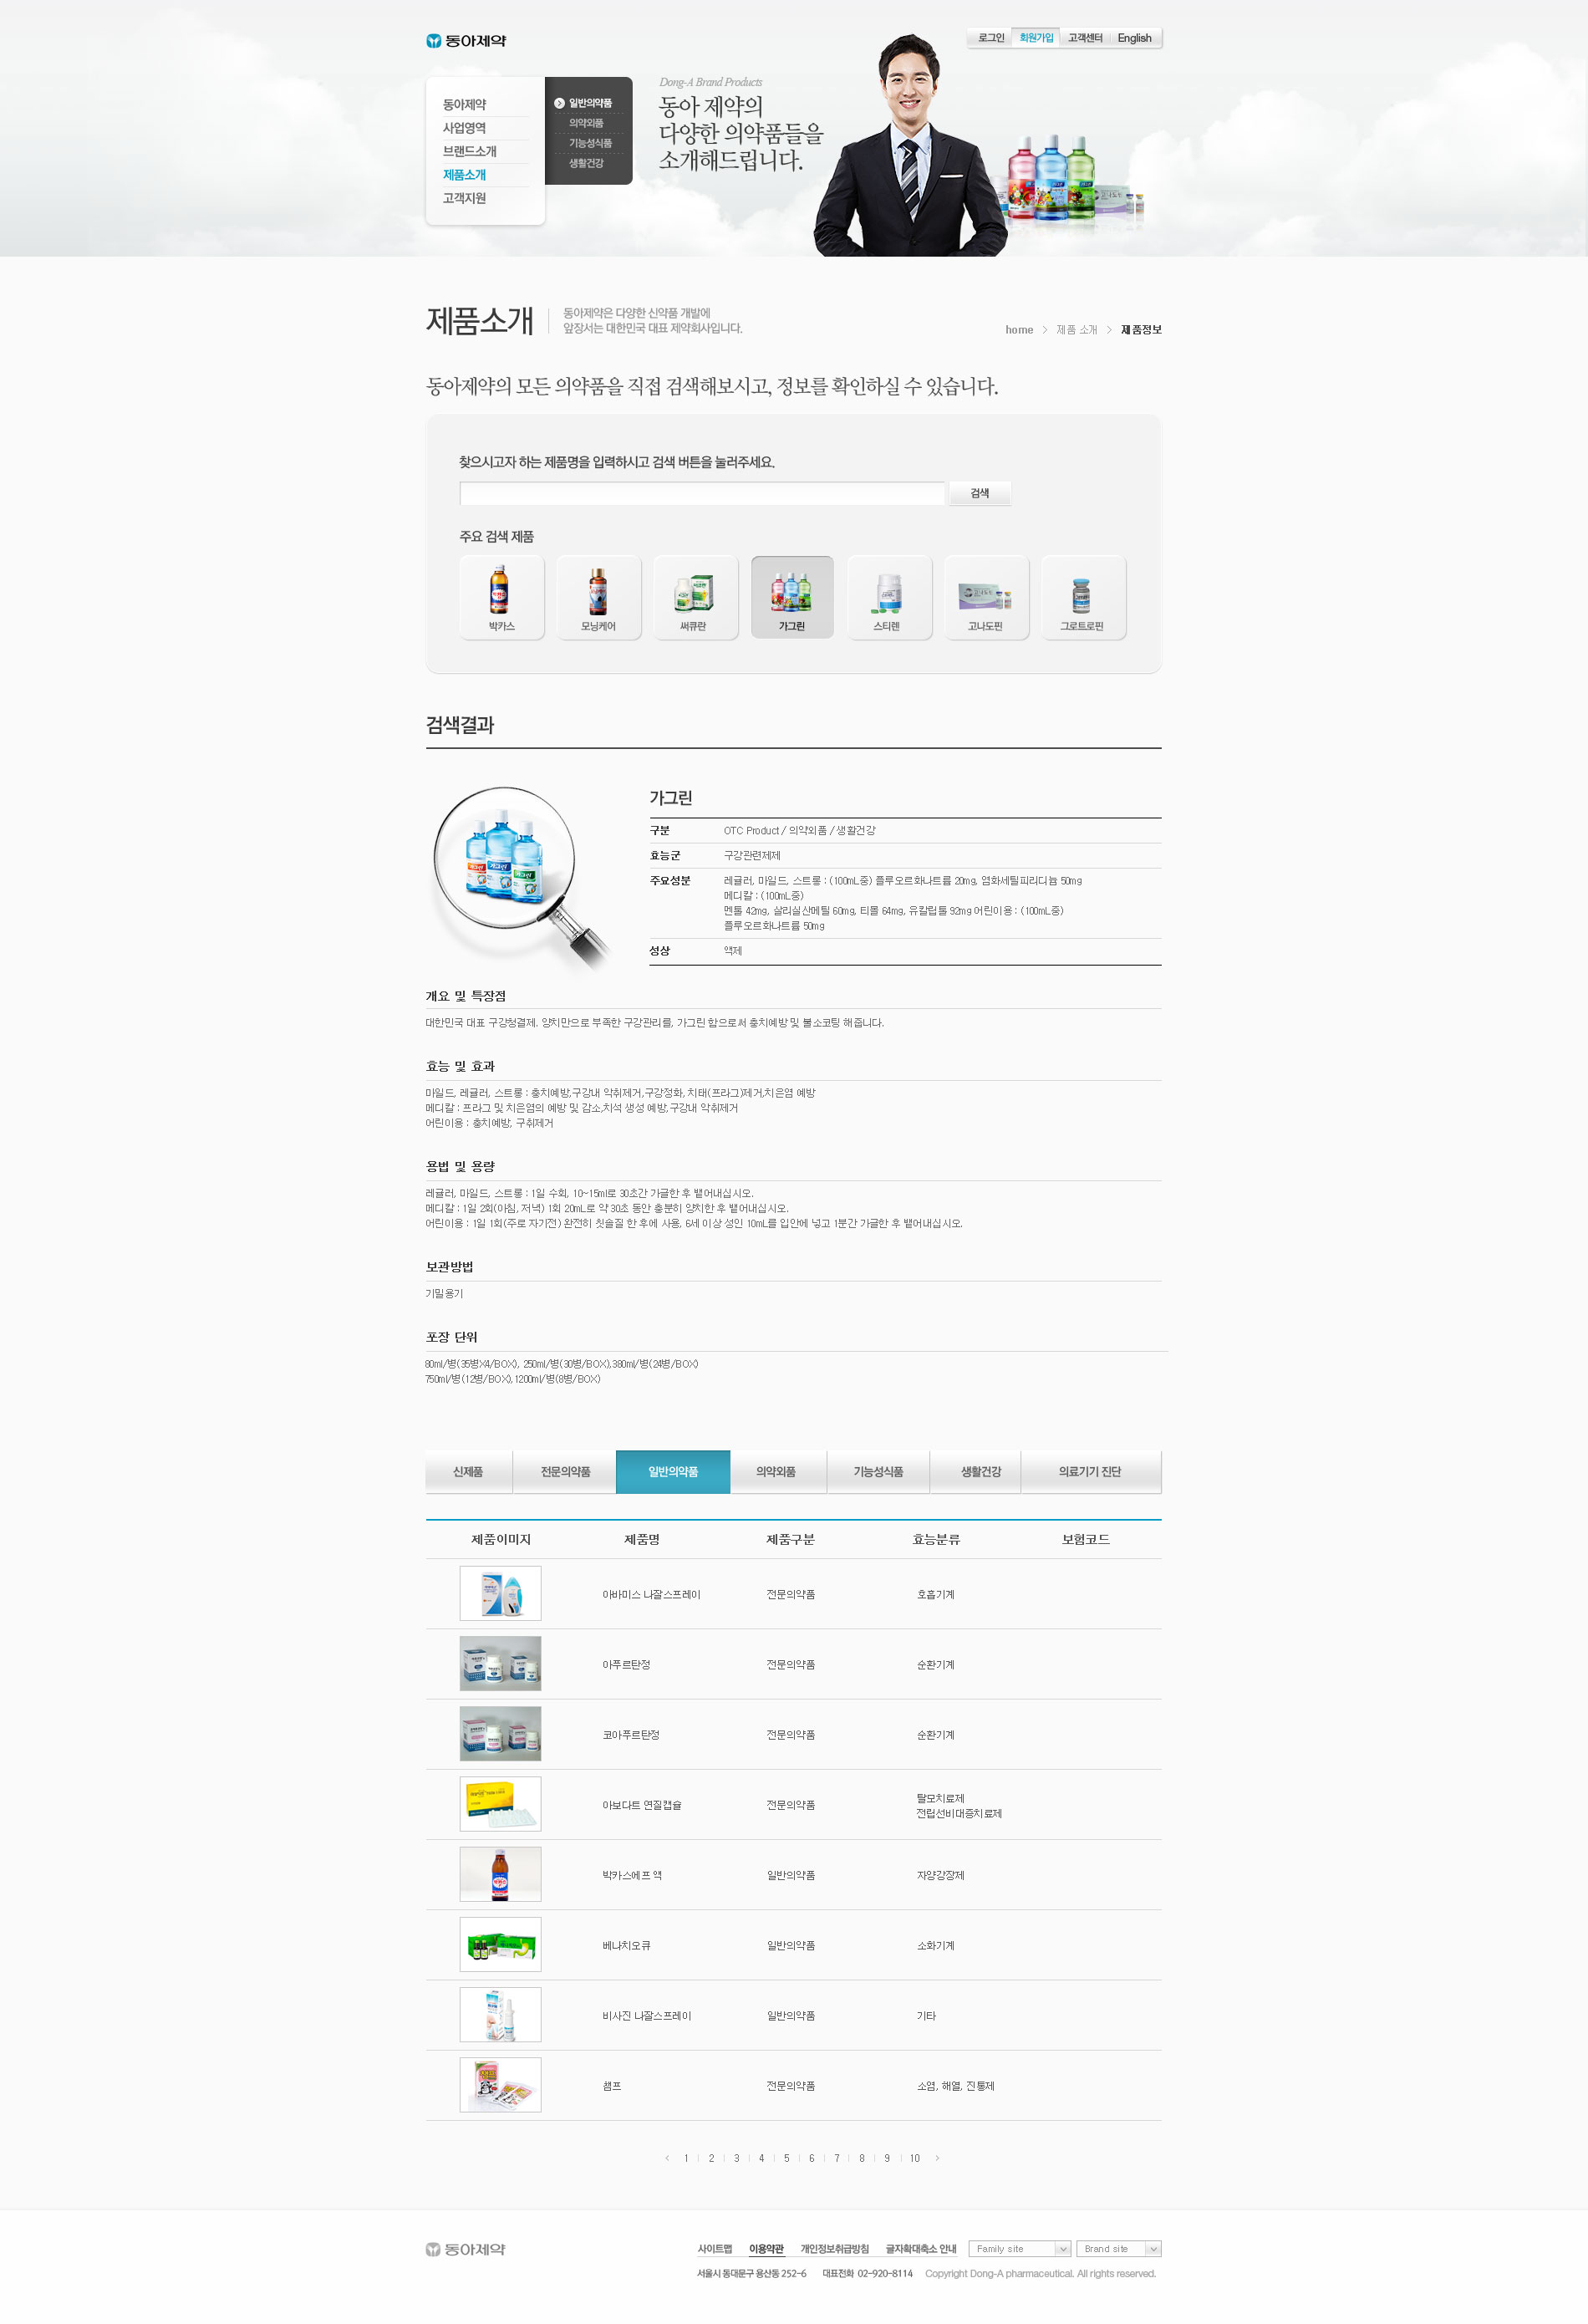 동아제약
로그인 회원가입 고객센터 English
동아제약
사업영역
브랜드소개
제품소개
고객지원
일반의약품
의약외품
기능성식품
생활건강
Dong-A Brand Products
동아 제약의
다양한 의약품들을
소개해드립니다.
제품소개
동아제약은 다양한 신약품 개발에
앞장서는 대한민국 대표 제약회사입니다.
home > 제품 소개 > 제품정보
동아제약의 모든 의약품을 직접 검색해보시고, 정보를 확인하실 수 있습니다.
찾으시고자 하는 제품명을 입력하시고 검색 버튼을 눌러주세요.
검색
주요 검색 제품
박카스 모닝케어 써큐란 가그린 스티렌 고나도핀 그로트로핀
검색결과
가그린
구분 OTC Product / 의약외품 / 생활건강
효능군 구강관련제제
주요성분 레귤러, 마일드, 스트롱 : (100mL중) 플루오르화나트륨 20mg, 염화세틸피리디늄 50mg
메디칼 : (100mL중)
멘톨 42mg, 살리실산메틸 60mg, 티몰 64mg, 유칼립톨 92mg 어린이용 : (100mL중)
플루오르화나트륨 50mg
성상 액제
개요 및 특장점
대한민국 대표 구강청결제. 양치만으로 부족한 구강관리를, 가그린 함으로써 충치예방 및 불소코팅 해줍니다.
효능 및 효과
마일드, 레귤러, 스트롱 : 충치예방,구강내 악취제거,구강정화, 치태(프라그)제거,치은염 예방
메디칼 : 프라그 및 치은염의 예방 및 감소,치석 생성 예방,구강내 악취제거
어린이용 : 충치예방, 구취제거
용법 및 용량
레귤러, 마일드, 스트롱 : 1일 수회, 10~15ml로 30초간 가글한 후 뱉어내십시오.
메디칼 : 1일 2회(아침, 저녁) 1회 20mL로 약 30초 동안 충분히 양치한 후 뱉어내십시오.
어린이용 : 1일 1회(주로 자기전) 완전히 칫솔질 한 후에 사용, 6세 이상 성인 10mL를 입안에 넣고 1분간 가글한 후 뱉어내십시오.
보관방법
기밀용기
포장 단위
80ml/병(35병X4/BOX), 250ml/병(30병/BOX),380ml/병(24병/BOX)
750ml/병(12병/BOX),1200ml/병(8병/BOX)
신제품 전문의약품 일반의약품 의약외품 기능성식품 생활건강 의료기기 진단
제품이미지 제품명 제품구분 효능분류 보험코드
아바미스 나잘스프레이 전문의약품 호흡기계
아푸르탄정 전문의약품 순환기계
코아푸르탄정 전문의약품 순환기계
아보다트 연질캡슐 전문의약품 탈모치료제
전립선비대증치료제
박카스에프 액 일반의약품 자양강장제
베나치오큐 일반의약품 소화기계
비사진 나잘스프레이 일반의약품 기타
챔프 전문의약품 소염, 해열, 진통제
< 1 2 3 4 5 6 7 8 9 10 >
동아제약
사이트맵 이용약관 개인정보취급방침 글자확대축소 안내 Family site Brand site
서울시 동대문구 용산동 252-6 대표전화 02-920-8114 Copyright Dong-A pharmaceutical. All rights reserved.